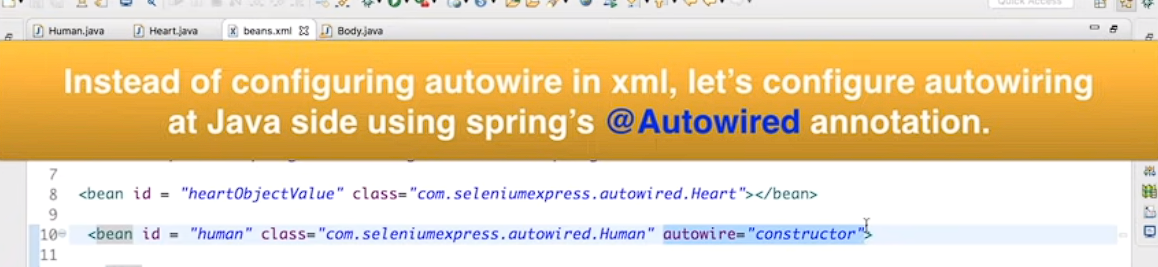 Quick Access
Human.java
Heart.java
beans.xml
Body.java
Instead of configuring autowire in xml, let's configure autowiring
at Java side using spring's @Autowired annotation.
7
8 <bean id = "heartObjectValue" class="com.seleniumexpress.autowired.Heart"></bean>
9
10 <bean id = "human" class="com.seleniumexpress.autowired.Human" autowire="constructor">
11